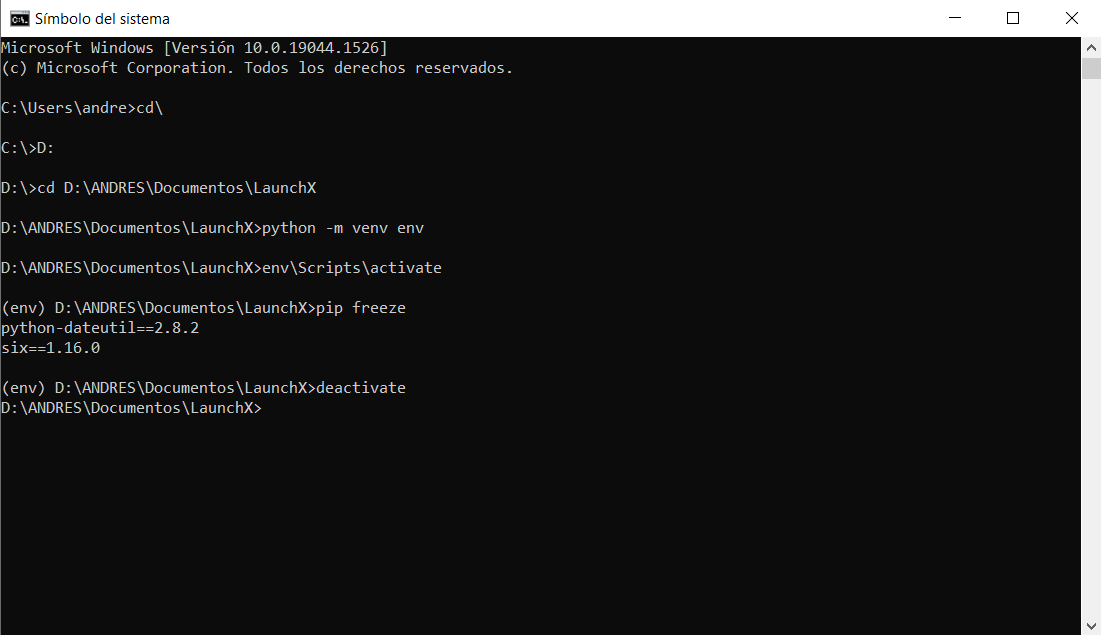 Símbolo del sistema
Microsoft Windows [Versión 10.0.19044.1526]
(c) Microsoft Corporation. Todos los derechos reservados.
C:\Users\andre>cd\
C:\>D:
D:\>cd D:\ANDRES\Documentos\LaunchX
D:\ANDRES\Documentos\LaunchX>python -m venv env
D:\ANDRES\Documentos\LaunchX>env\Scripts\activate
(env) D:\ANDRES\Documentos\LaunchX>pip freeze
python-dateutil==2.8.2
six==1.16.0
(env) D:\ANDRES\Documentos\LaunchX>deactivate
D:\ANDRES\Documentos\LaunchX>